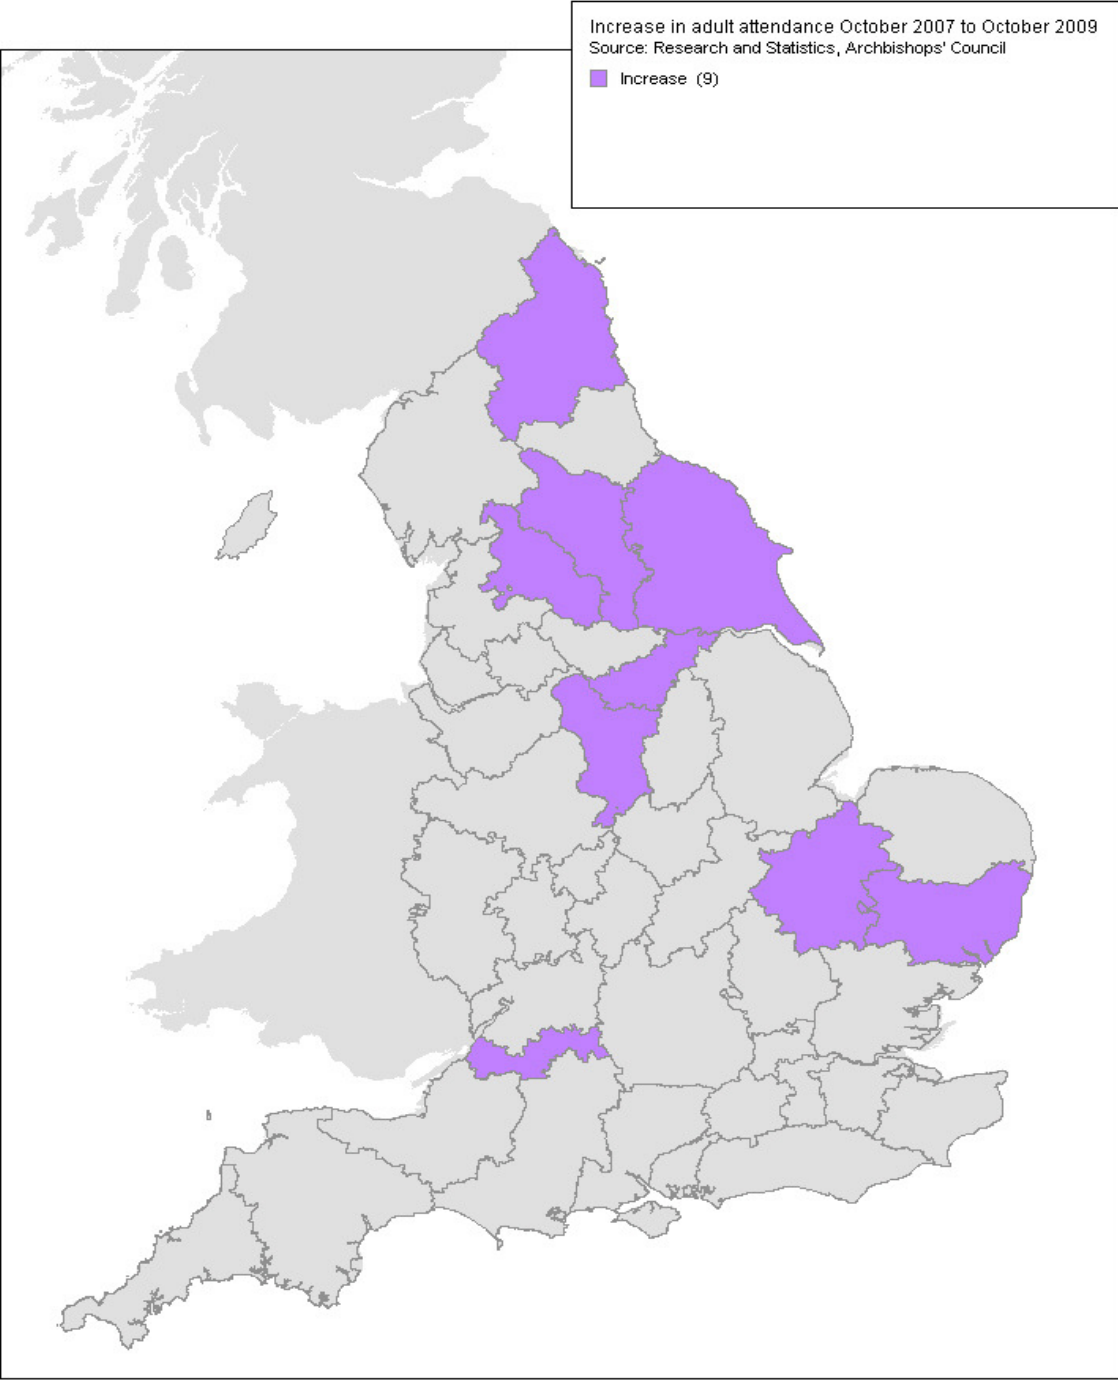 Increase in adult attendance October 2007 to October 2009
Source: Research and Statistics, Archbishops' Council
Increase (9)